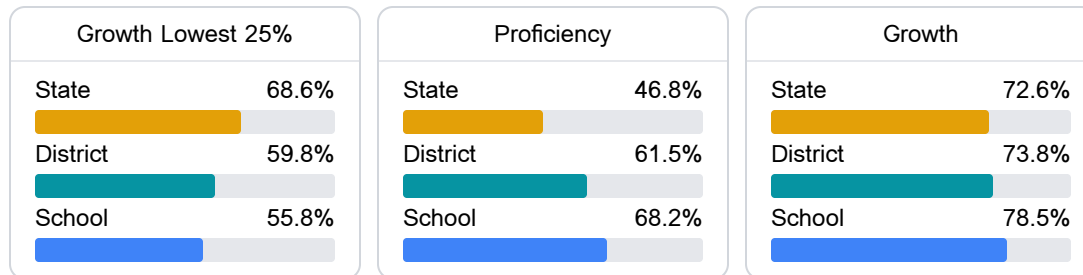 Growth Lowest 25%
State 68.6%
District 59.8%
School 55.8%
Proficiency
State 46.8%
District 61.5%
School 68.2%
Growth
State 72.6%
District 73.8%
School 78.5%